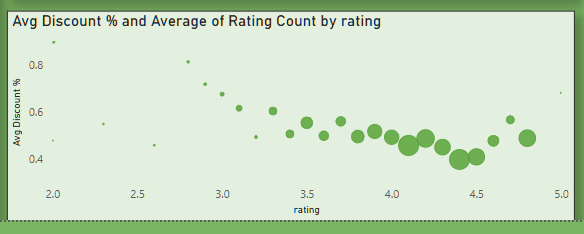 Avg Discount % and Average of Rating Count by rating
Avg Discount %
0.8
0.6
0.4
2.0 2.5 3.0 3.5 4.0 4.5 5.0
rating